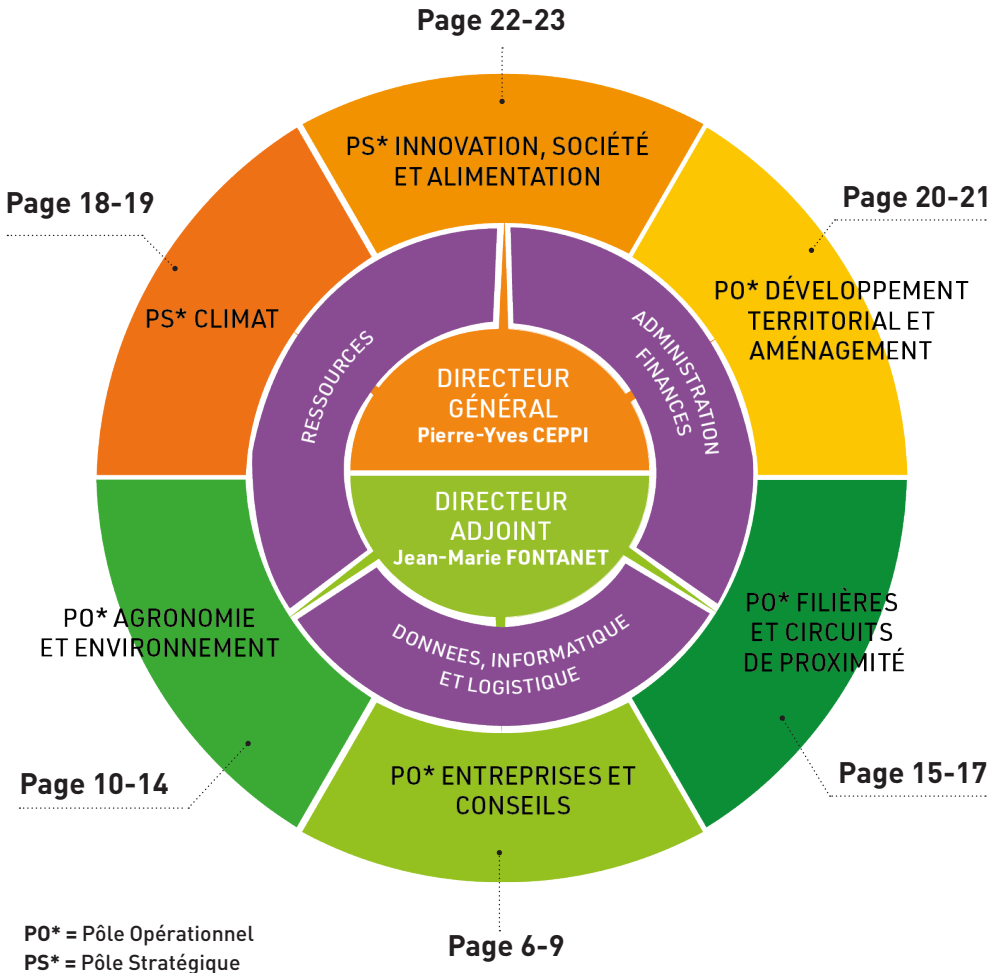 Page 22-23
PS* INNOVATION, SOCIÉTÉ
ET ALIMENTATION
Page 18-19
Page 20-21
PS* CLIMAT
PO* DÉVELOPPEMENT
TERRITORIAL ET
AMÉNAGEMENT
RESSOURCES
ADMINISTRATION
FINANCES
DIRECTEUR
GÉNÉRAL
Pierre-Yves CEPPI
DIRECTEUR
ADJOINT
Jean-Marie FONTANET
PO* AGRONOMIE
ET ENVIRONNEMENT
DONNEES, INFORMATIQUE
ET LOGISTIQUE
PO* FILIÈRES
ET CIRCUITS
DE PROXIMITÉ
Page 10-14
PO* ENTREPRISES ET
CONSEILS
Page 15-17
Page 6-9
PO* = Pôle Opérationnel
PS* = Pôle Stratégique